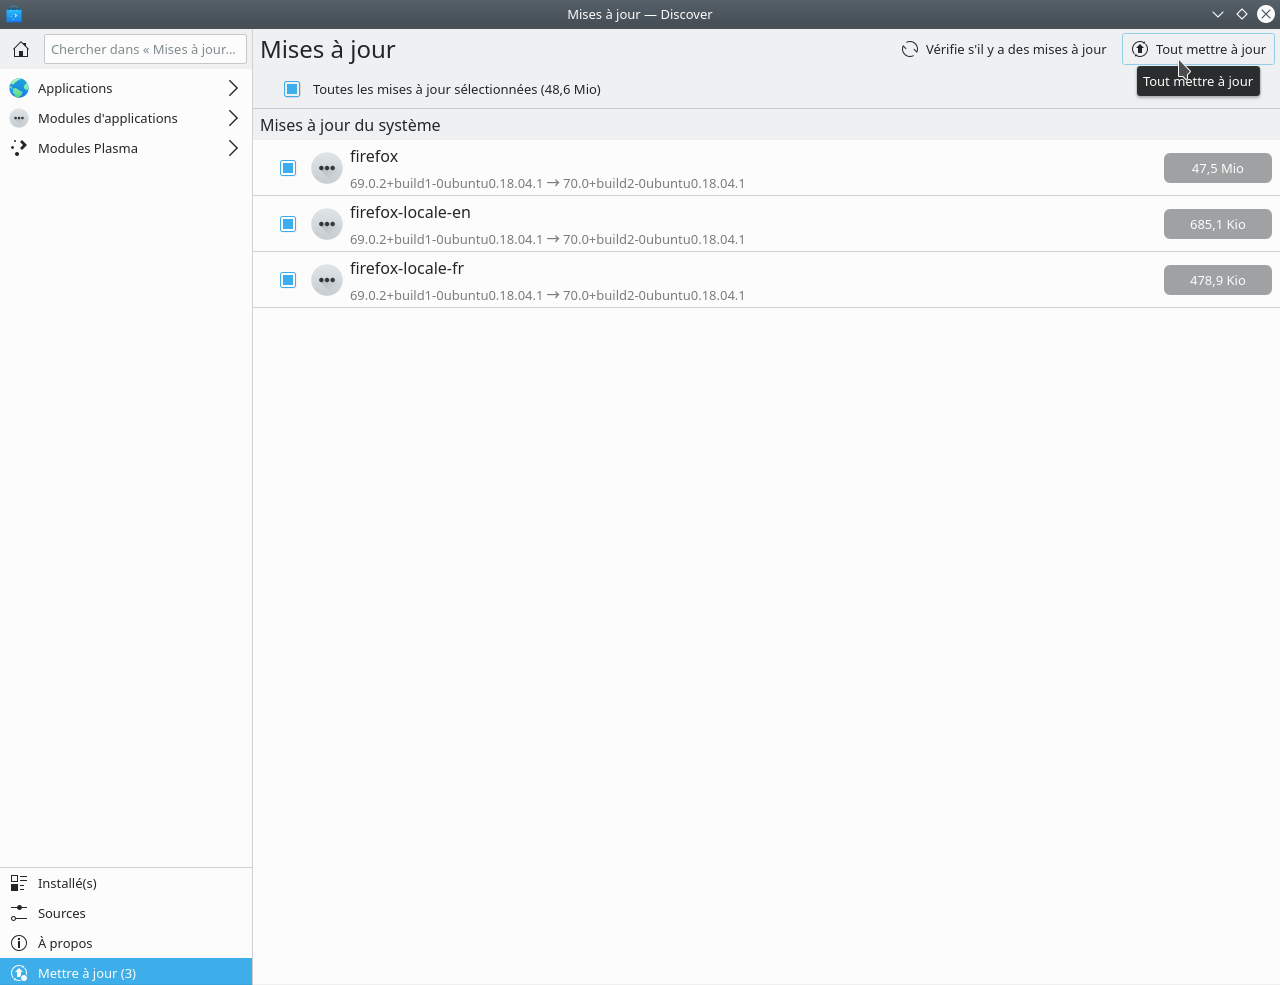 Mises à jour — Discover
Chercher dans « Mises à jour...
Mises à jour
Vérifie s'il y a des mises à jour
Tout mettre à jour
Tout mettre à jour
Applications
Modules d'applications
Modules Plasma
Toutes les mises à jour sélectionnées (48,6 Mio)
Mises à jour du système
firefox
69.0.2+build1-0ubuntu0.18.04.1 → 70.0+build2-0ubuntu0.18.04.1
47,5 Mio
firefox-locale-en
69.0.2+build1-0ubuntu0.18.04.1 → 70.0+build2-0ubuntu0.18.04.1
685,1 Kio
firefox-locale-fr
69.0.2+build1-0ubuntu0.18.04.1 → 70.0+build2-0ubuntu0.18.04.1
478,9 Kio
Installé(s)
Sources
À propos
Mettre à jour (3)